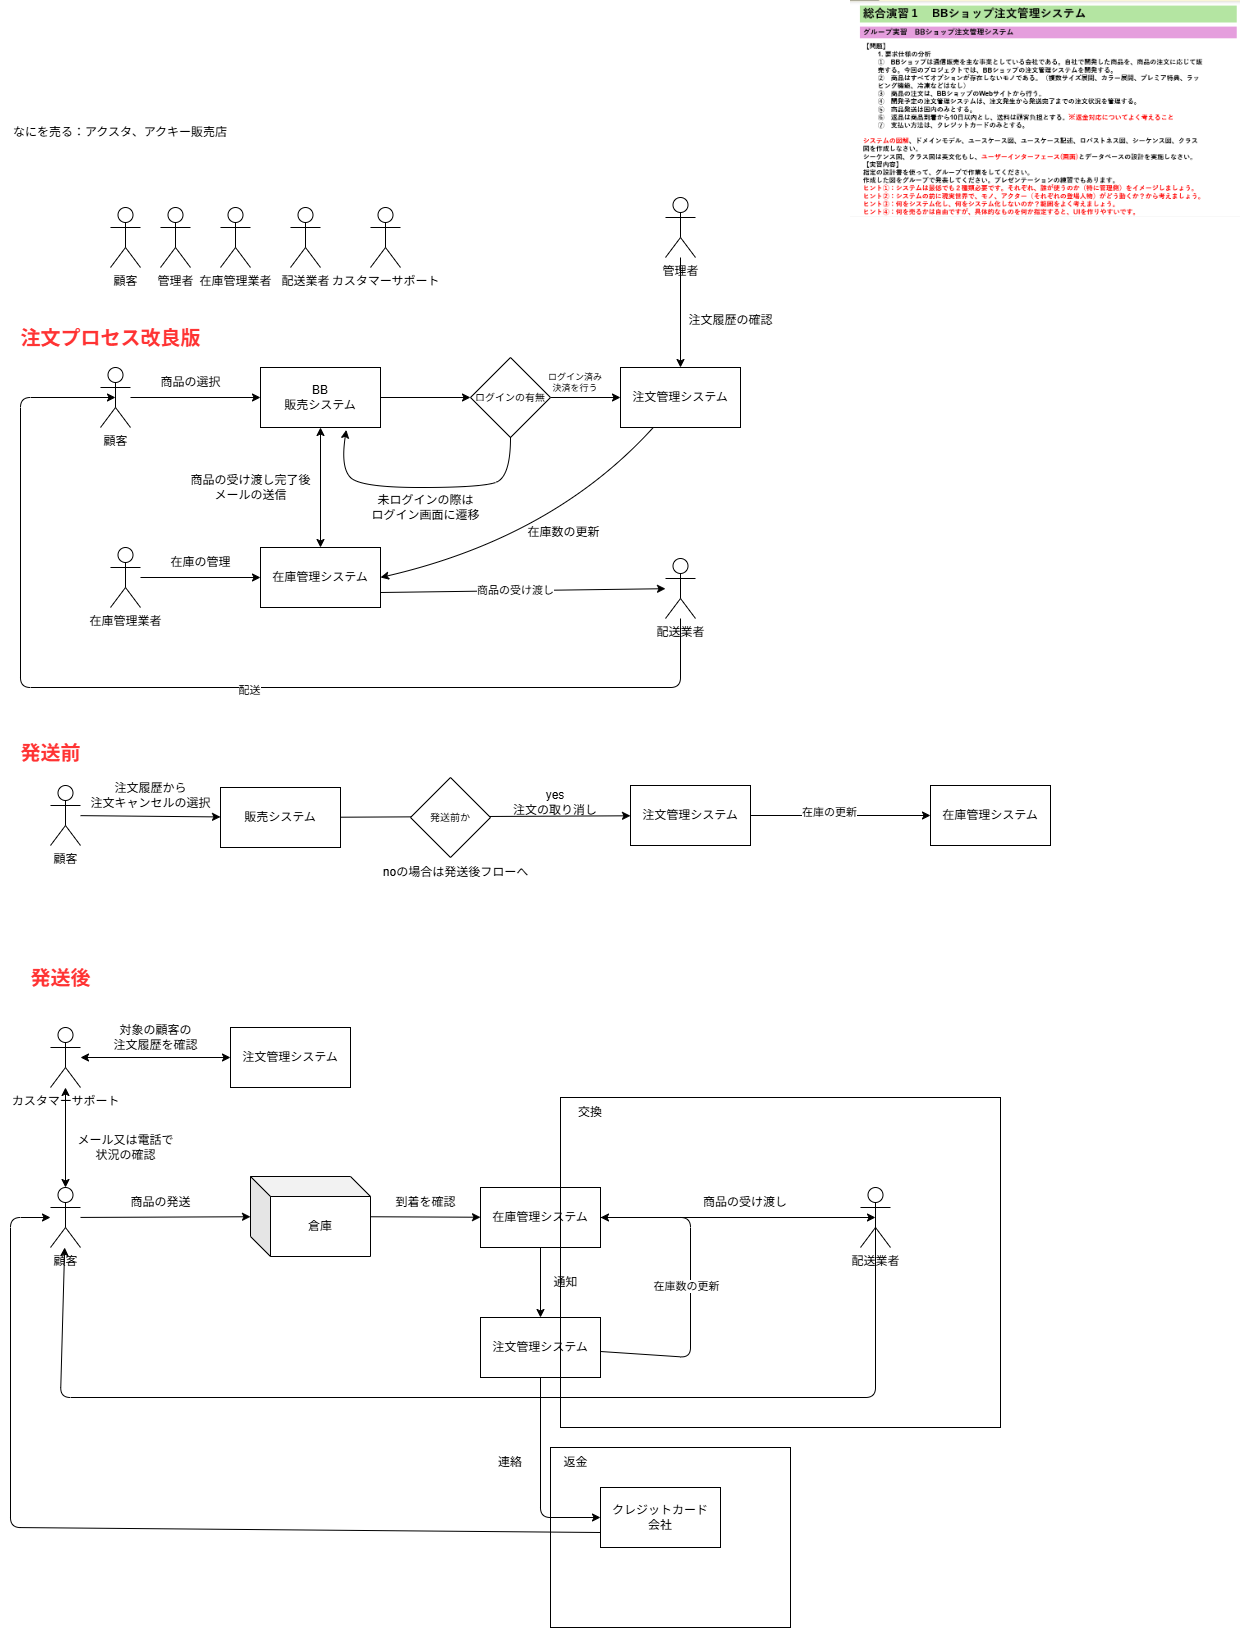 総合演習１　BBショップ注文管理システム
グループ実習　BBショップ注文管理システム
【問題】
1. 要求仕様の分析
①　BBショップは通信販売を主な事業としている会社である。自社で開発した商品を、商品の注文に応じて販
売する。今回のプロジェクトでは、BBショップの注文管理システムを開発する。
②　商品はすべてオプションが存在しないモノである。（複数サイズ展開、カラー展開、プレミア特典、ラッ
ピング機能、冷凍などはなし）
③　商品の注文は、BBショップのWebサイトから行う。
④　開発予定の注文管理システムは、注文発生から発送完了までの注文状況を管理する。
⑤　商品発送は国内のみとする。
⑥　返品は商品到着から10日以内とし、送料は顧客負担とする。※返金対応についてよく考えること
⑦　支払い方法は、クレジットカードのみとする。
システムの図解、ドメインモデル、ユースケース図、ユースケース記述、ロバストネス図、シーケンス図、クラス
図を作成しなさい。
シーケンス図、クラス図は英文化もし、ユーザーインターフェース(画面)とデータベースの設計を実施しなさい。
【実習内容】
指定の設計書を使って、グループで作業をしてください。
作成した図をグループで発表してください。プレゼンテーションの練習でもあります。
ヒント①：システムは最低でも２種類必要です。それぞれ、誰が使うのか（特に管理側）をイメージしましょう。
ヒント②：システムの前に現実世界で、モノ、アクター（それぞれの登場人物）がどう動くか？から考えましょう。
ヒント③：何をシステム化し、何をシステム化しないのか？範囲をよく考えましょう。
ヒント④：何を売るかは自由ですが、具体的なものを何か指定すると、UIを作りやすいです。
なにを売る：アクスタ、アクキー販売店
顧客
管理者
在庫管理業者
配送業者
カスタマーサポート
管理者
注文履歴の確認
注文プロセス改良版
顧客
商品の選択
BB
販売システム
ログインの有無
ログイン済み
決済を行う
注文管理システム
商品の受け渡し完了後
メールの送信
未ログインの際は
ログイン画面に遷移
在庫数の更新
在庫管理業者
在庫の管理
在庫管理システム
商品の受け渡し
配送業者
配送
発送前
顧客
注文履歴から
注文キャンセルの選択
販売システム
発送前か
noの場合は発送後フローへ
yes
注文の取り消し
注文管理システム
在庫の更新
在庫管理システム
発送後
カスタマーサポート
対象の顧客の
注文履歴を確認
注文管理システム
メール又は電話で
状況の確認
顧客
商品の発送
倉庫
到着を確認
交換
在庫管理システム
商品の受け渡し
配送業者
通知
在庫数の更新
注文管理システム
連絡
返金
クレジットカード
会社